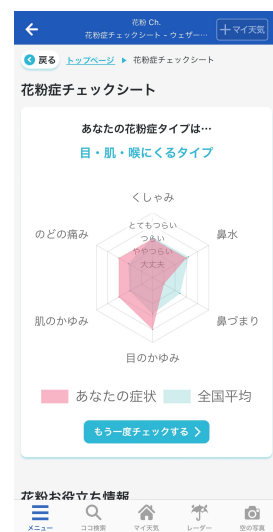 花粉 Ch.
花粉症チェックシート - ウェザー…
＋マイ天気
戻る トップページ ▶ 花粉症チェックシート
花粉症チェックシート
あなたの花粉症タイプは…
目・肌・喉にくるタイプ
くしゃみ
とてもつらい
つらい
ややつらい
大丈夫
のどの痛み
鼻水
肌のかゆみ
鼻づまり
目のかゆみ
あなたの症状 全国平均
もう一度チェックする
花粉お役立ち情報
メニュー ココ検索 マイ天気 レーダー 空の写真